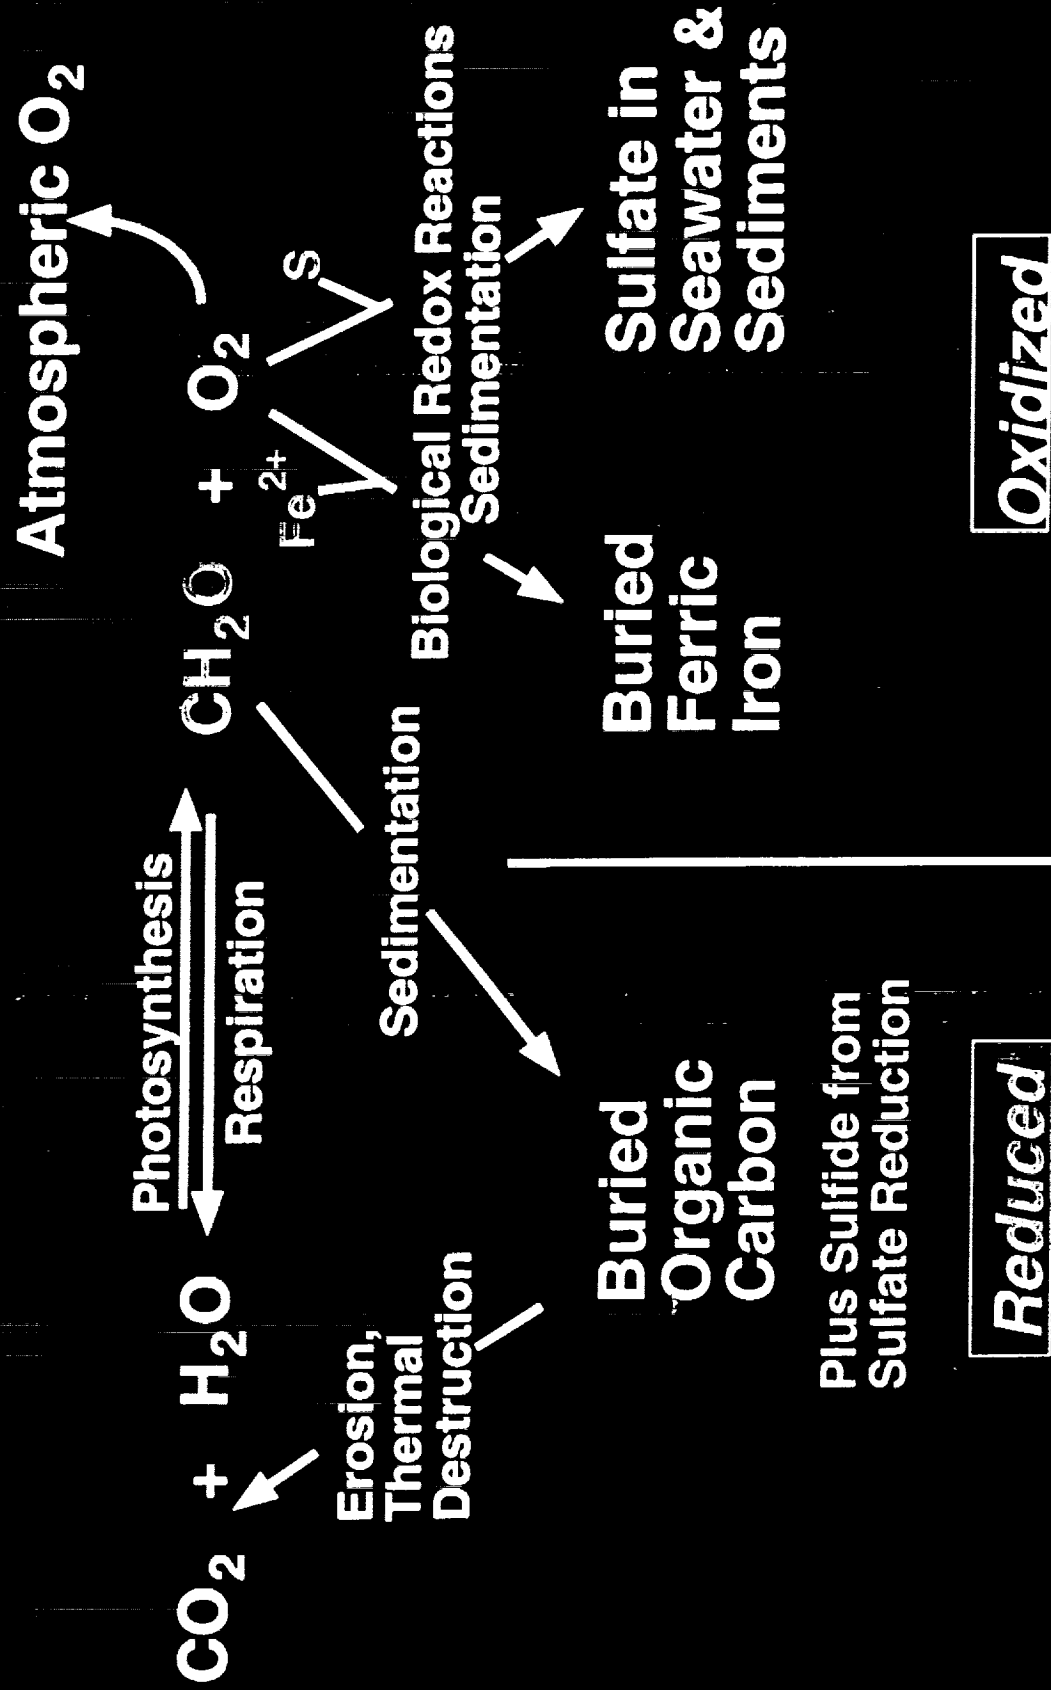 Atmospheric O2
CO2 + H2O
Photosynthesis
Respiration
CH2O + O2
Fe2+
S
Erosion,
Thermal
Destruction
Sedimentation
Biological Redox Reactions
Sedimentation
Buried
Organic
Carbon
Buried
Ferric
Iron
Sulfate in
Seawater &
Sediments
Plus Sulfide from
Sulfate Reduction
Reduced
Oxidized